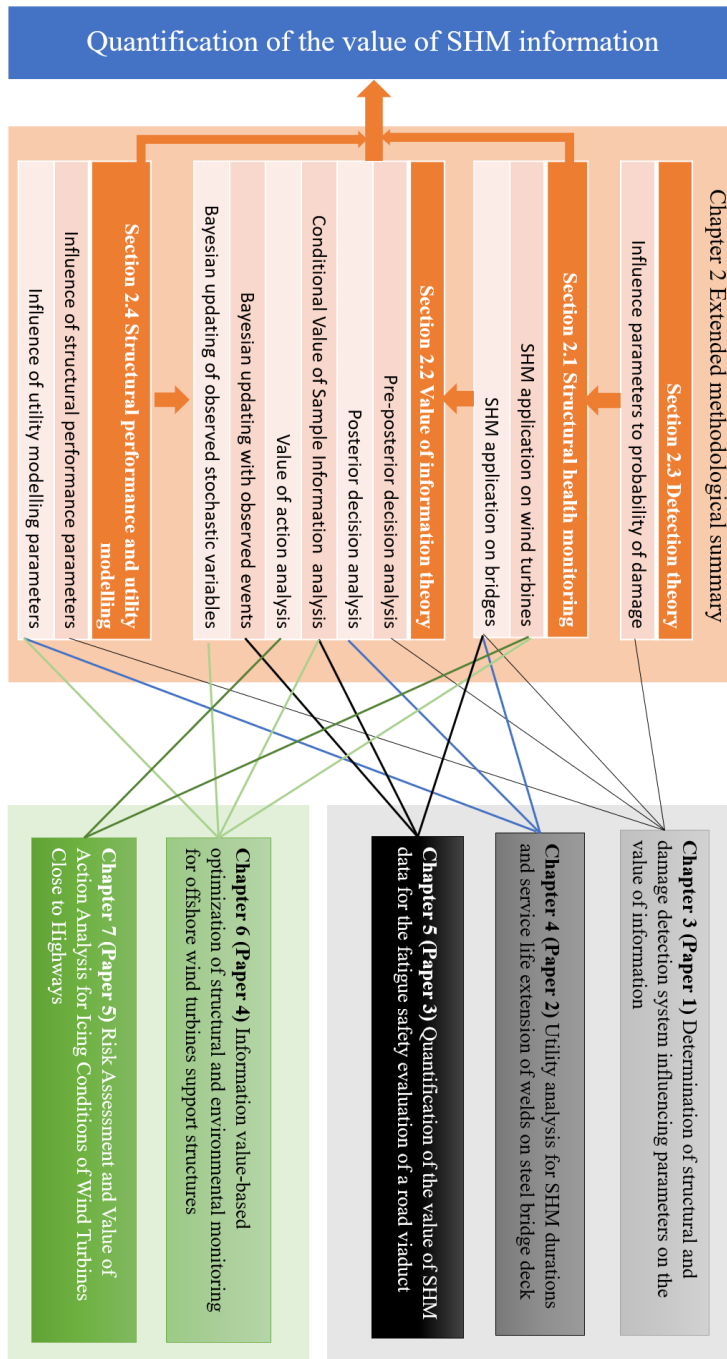 Quantification of the value of SHM information
Chapter 2 Extended methodological summary
Section 2.3 Detection theory
Influence parameters to probability of damage
Section 2.1 Structural health monitoring
SHM application on wind turbines
SHM application on bridges
Section 2.2 Value of information theory
Pre-posterior decision analysis
Posterior decision analysis
Conditional Value of Sample Information analysis
Value of action analysis
Bayesian updating with observed events
Bayesian updating of observed stochastic variables
Section 2.4 Structural performance and utility
modelling
Influence of structural performance parameters
Influence of utility modelling parameters
Chapter 3 (Paper 1) Determination of structural and
damage detection system influencing parameters on the
value of information
Chapter 4 (Paper 2) Utility analysis for SHM durations
and service life extension of welds on steel bridge deck
Chapter 5 (Paper 3) Quantification of the value of SHM
data for the fatigue safety evaluation of a road viaduct
Chapter 6 (Paper 4) Information value-based
optimization of structural and environmental monitoring
for offshore wind turbines support structures
Chapter 7 (Paper 5) Risk Assessment and Value of
Action Analysis for Icing Conditions of Wind Turbines
Close to Highways